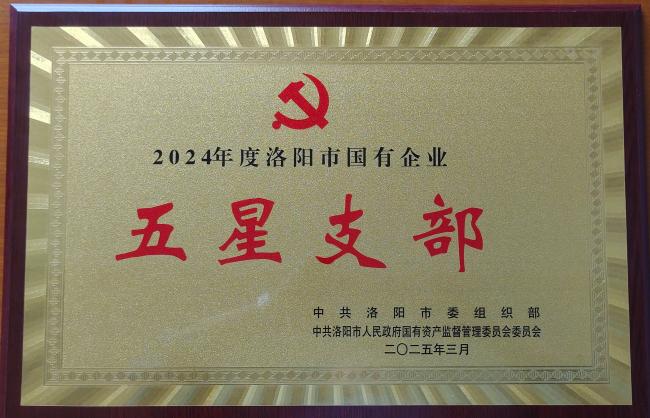 2024年度洛阳市国有企业
五星支部
中共洛阳市委组织部
中共洛阳市人民政府国有资产监督管理委员会委员会
二〇二五年三月